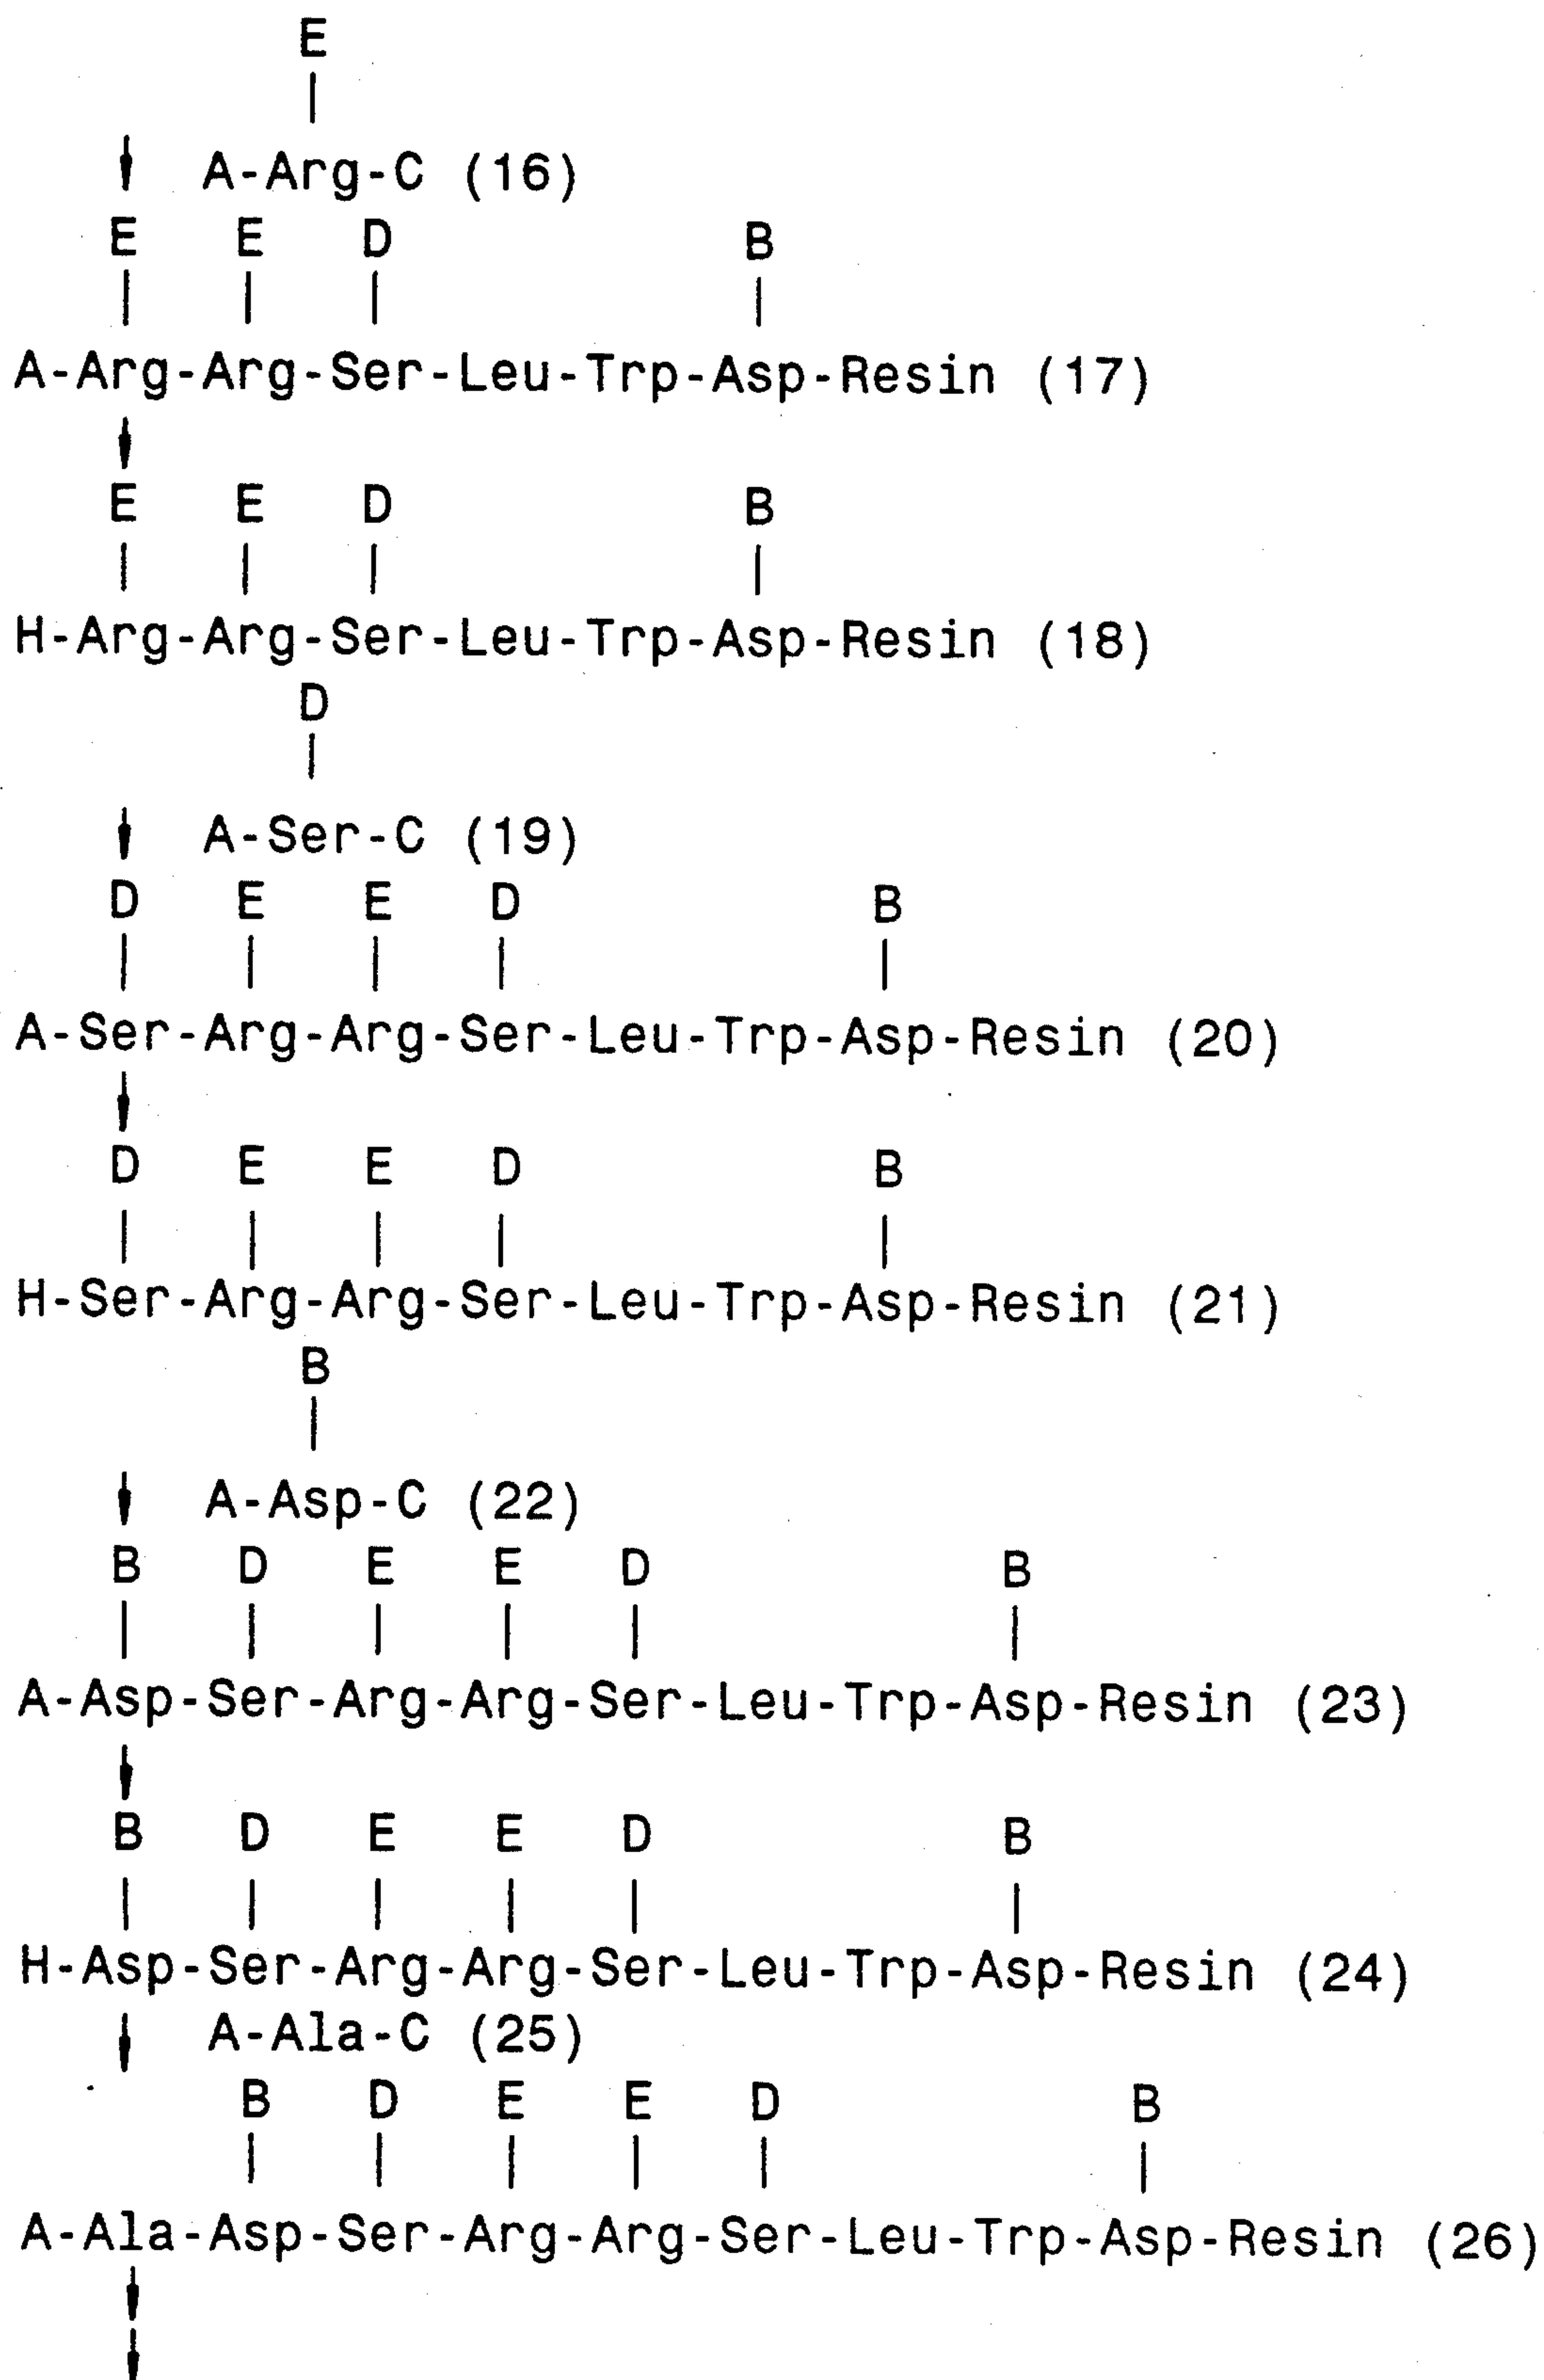 E
A-Arg-C (16)
E E D B
A-Arg-Arg-Ser-Leu-Trp-Asp-Resin (17)
E E D B
H-Arg-Arg-Ser-Leu-Trp-Asp-Resin (18)
D
A-Ser-C (19)
D E E D B
A-Ser-Arg-Arg-Ser-Leu-Trp-Asp-Resin (20)
D E E D B
H-Ser-Arg-Arg-Ser-Leu-Trp-Asp-Resin (21)
B
A-Asp-C (22)
B D E E D B
A-Asp-Ser-Arg-Arg-Ser-Leu-Trp-Asp-Resin (23)
B D E E D B
H-Asp-Ser-Arg-Arg-Ser-Leu-Trp-Asp-Resin (24)
A-Ala-C (25)
B D E E D B
A-Ala-Asp-Ser-Arg-Arg-Ser-Leu-Trp-Asp-Resin (26)